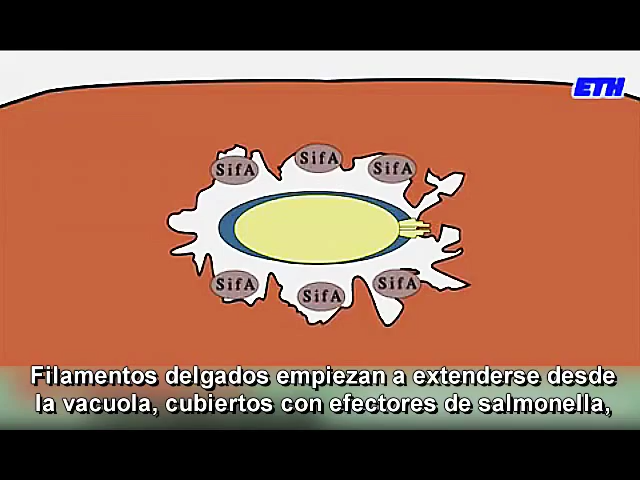 ETH
SifA
SifA
SifA
SifA
SifA
SifA
Filamentos delgados empiezan a extenderse desde
la vacuola, cubiertos con efectores de salmonella,